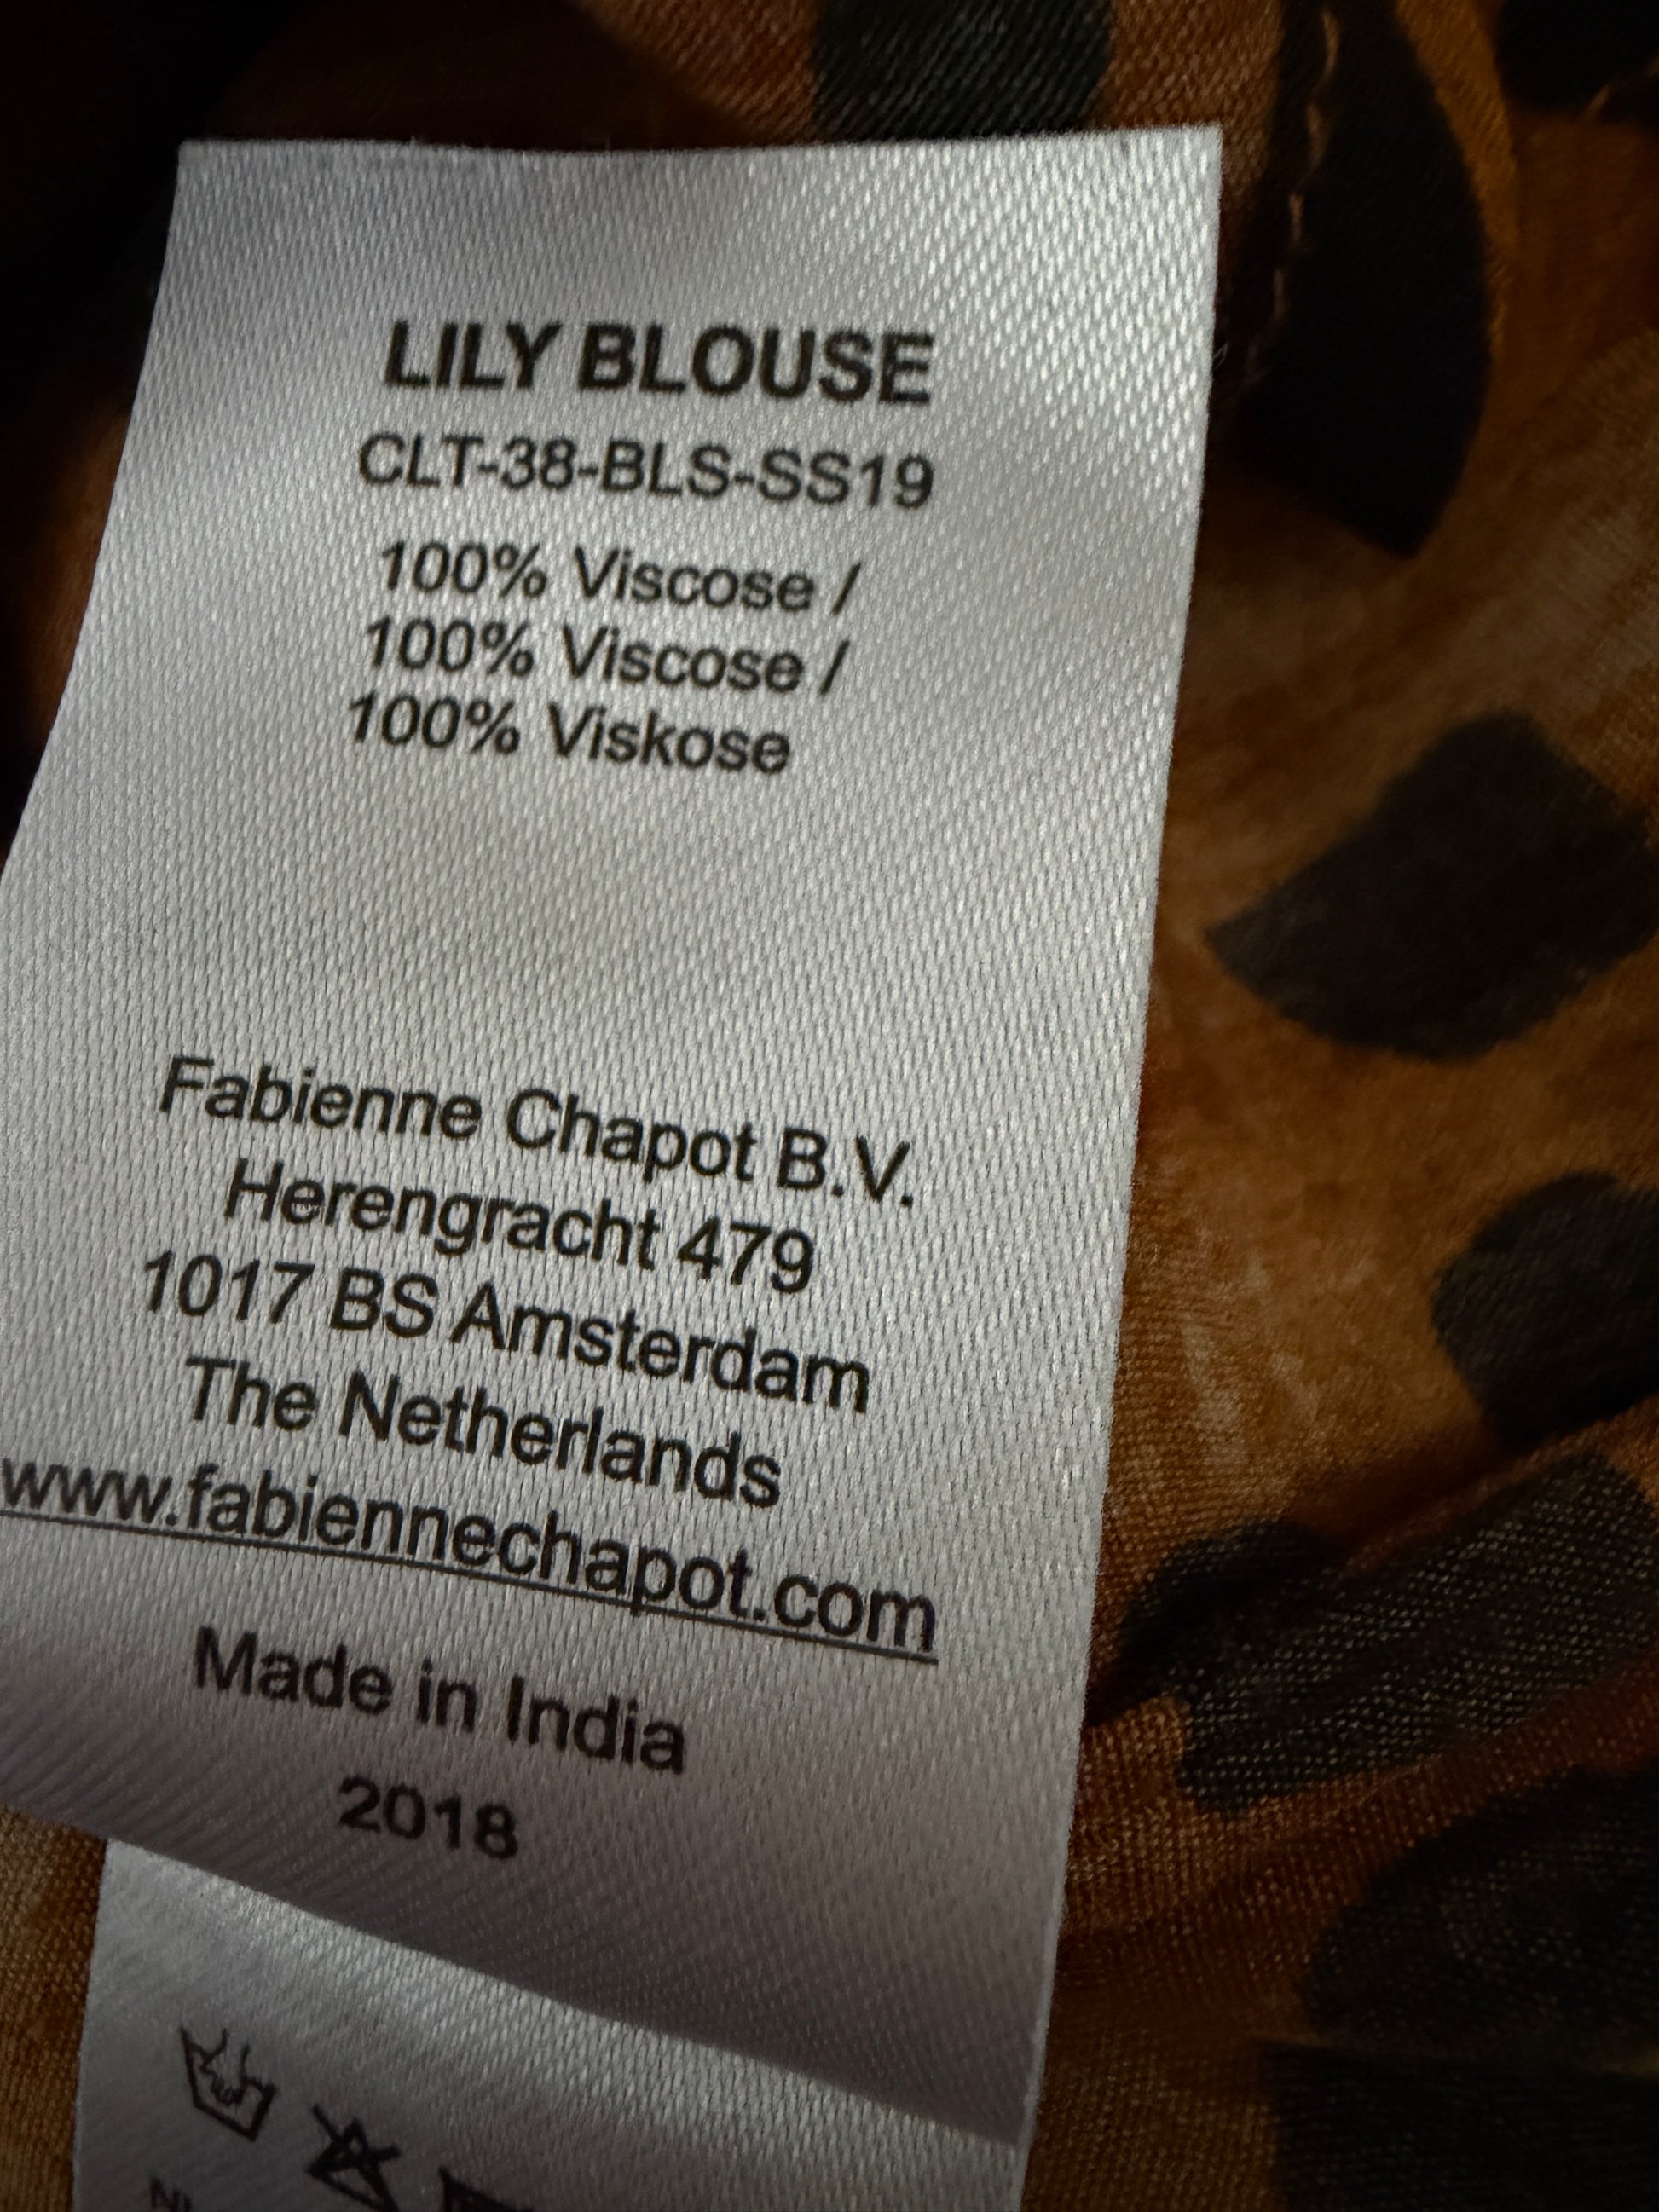 LILY BLOUSE
CLT-38-BLS-SS19
100% Viscose /
100% Viscose /
100% Viskose
Fabienne Chapot B.V.
Herengracht 479
1017 BS Amsterdam
The Netherlands
www.fabiennechapot.com
Made in India
2018